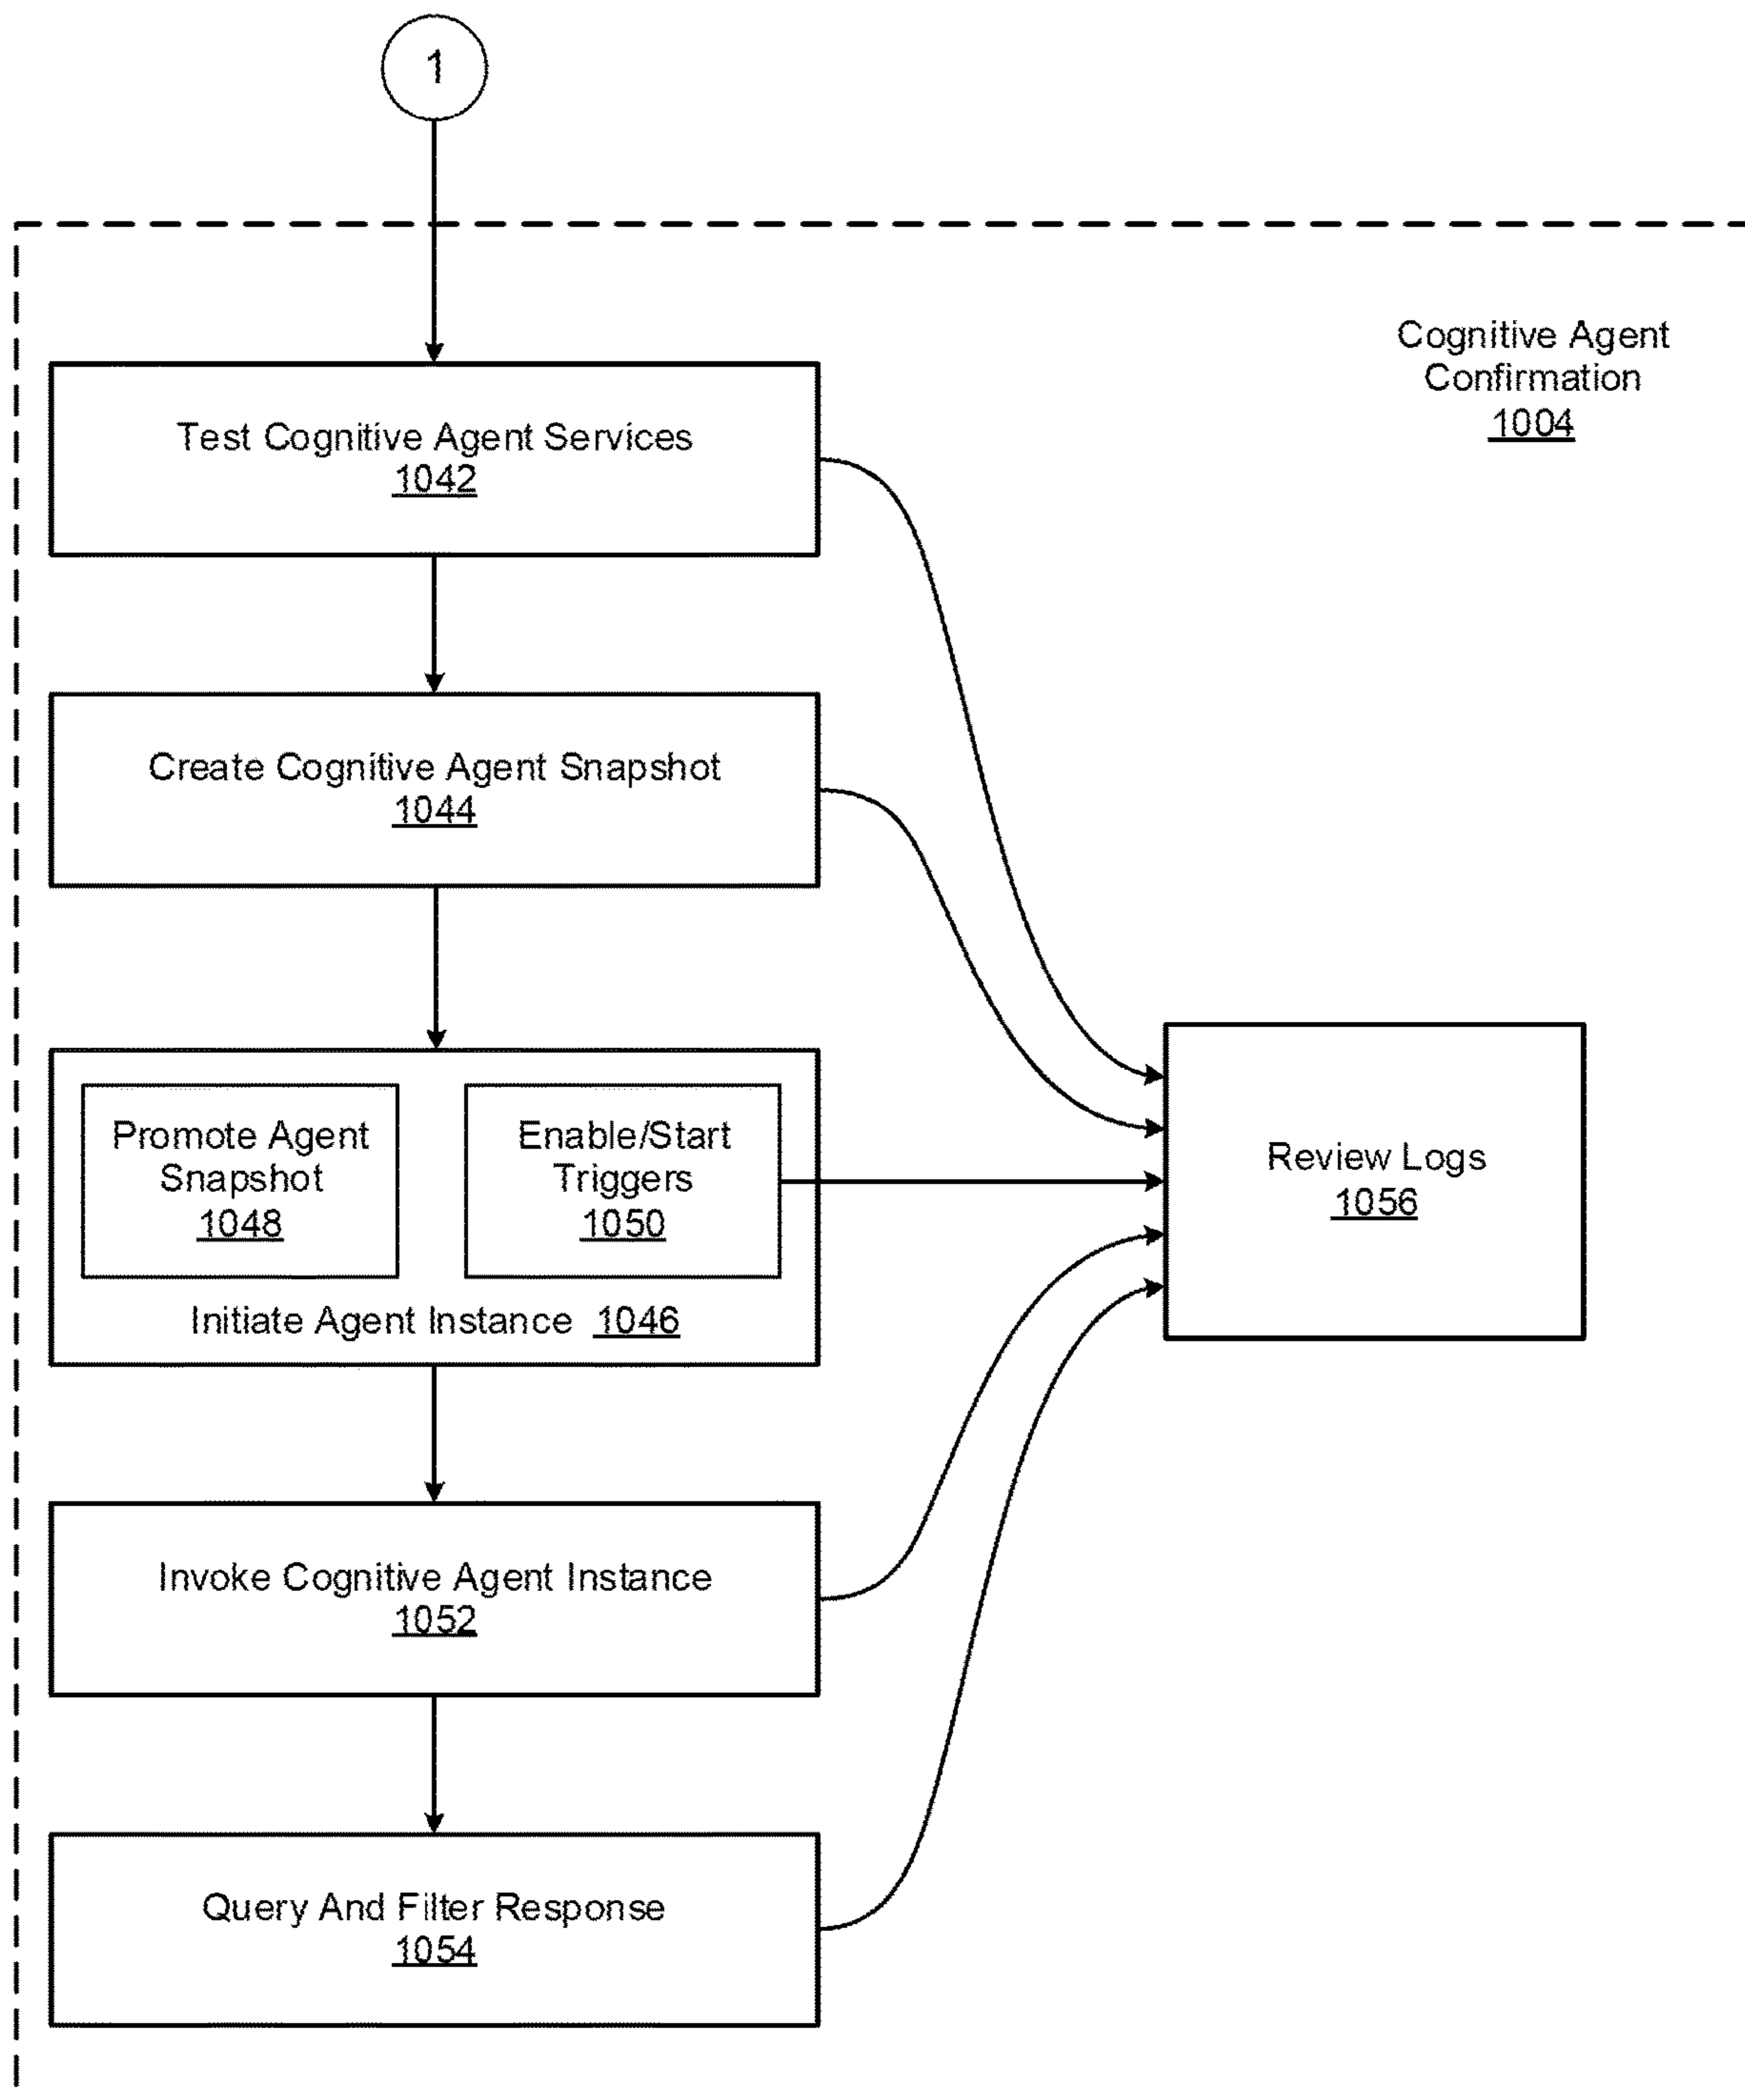 1
Cognitive Agent
Confirmation
1004
Test Cognitive Agent Services
1042
Create Cognitive Agent Snapshot
1044
Promote Agent
Snapshot
1048
Enable/Start
Triggers
1050
Initiate Agent Instance 1046
Review Logs
1056
Invoke Cognitive Agent Instance
1052
Query And Filter Response
1054